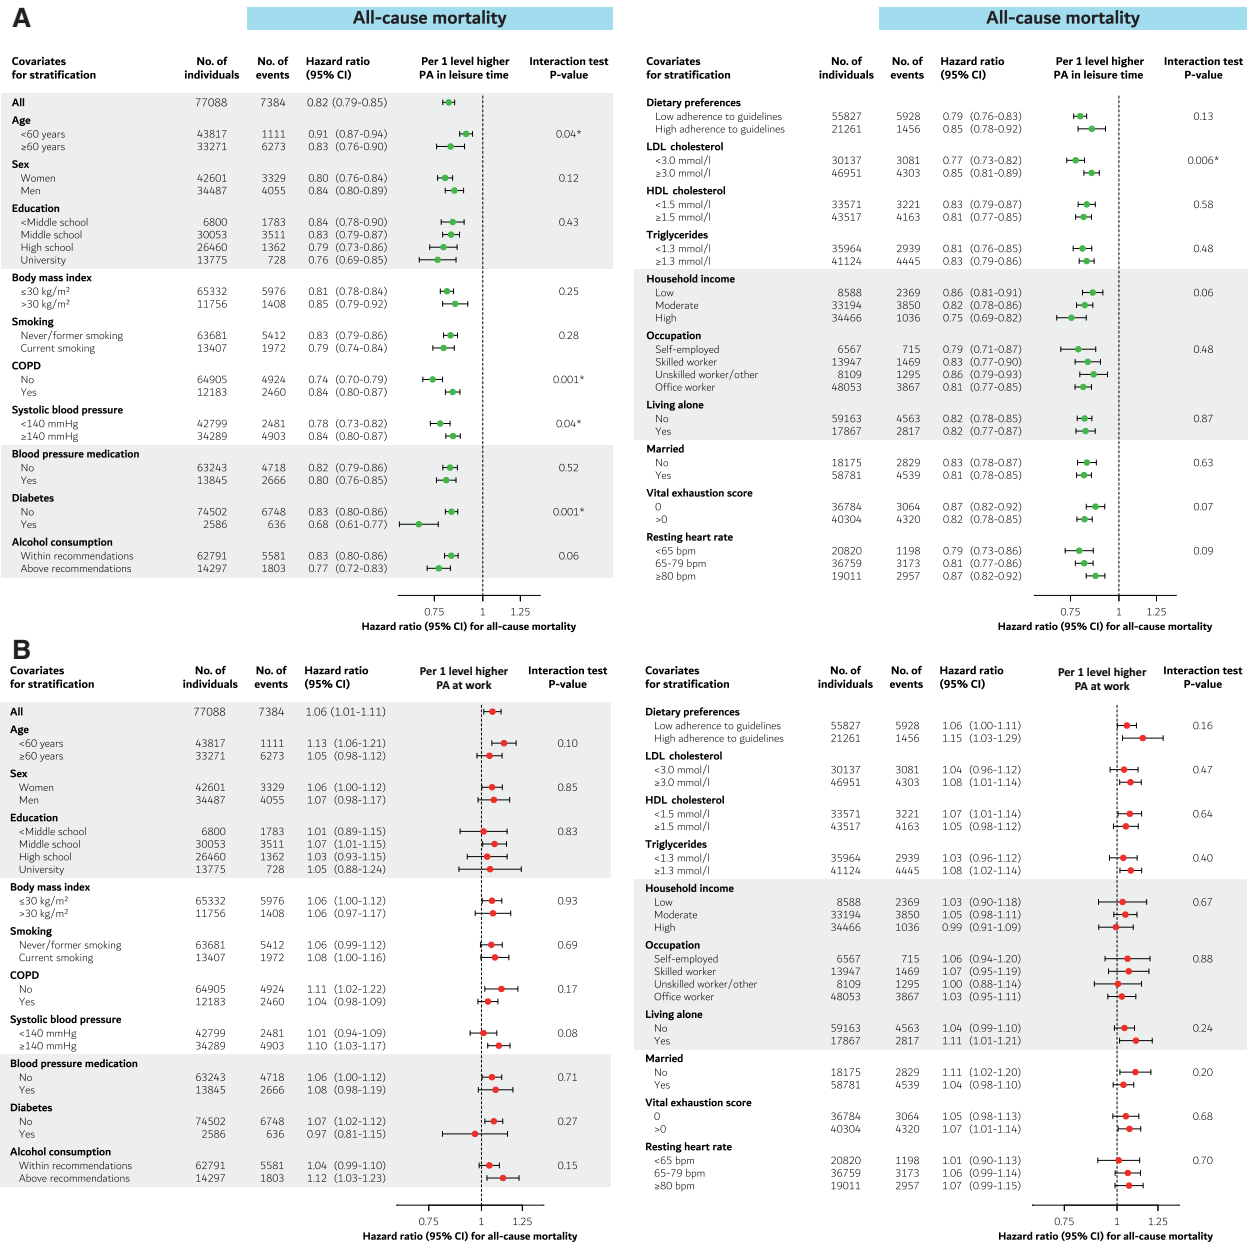 A
All-cause mortality
Covariates for stratification No. of individuals No. of events Hazard ratio (95% CI) Per 1 level higher PA in leisure time Interaction test P-value
All 77088 7384 0.82 (0.79-0.85)
Age
<60 years 43817 1111 0.91 (0.87-0.94) 0.04*
≥60 years 33271 6273 0.83 (0.76-0.90)
Sex
Women 42601 3329 0.80 (0.76-0.84) 0.12
Men 34487 4055 0.84 (0.80-0.89)
Education
<Middle school 6800 1783 0.84 (0.78-0.90) 0.43
Middle school 30053 3511 0.83 (0.79-0.87)
High school 26460 1362 0.79 (0.73-0.86)
University 13775 728 0.76 (0.69-0.85)
Body mass index
≤30 kg/m² 65332 5976 0.81 (0.78-0.84) 0.25
>30 kg/m² 11756 1408 0.85 (0.79-0.92)
Smoking
Never/former smoking 63681 5412 0.83 (0.79-0.86) 0.28
Current smoking 13407 1972 0.79 (0.74-0.84)
COPD
No 64905 4924 0.74 (0.70-0.79) 0.001*
Yes 12183 2460 0.84 (0.80-0.87)
Systolic blood pressure
<140 mmHg 42799 2481 0.78 (0.73-0.82) 0.04*
≥140 mmHg 34289 4903 0.84 (0.80-0.87)
Blood pressure medication
No 63243 4718 0.82 (0.79-0.86) 0.52
Yes 13845 2666 0.80 (0.76-0.85)
Diabetes
No 74502 6748 0.83 (0.80-0.86) 0.001*
Yes 2586 636 0.68 (0.61-0.77)
Alcohol consumption
Within recommendations 62791 5581 0.83 (0.80-0.86) 0.06
Above recommendations 14297 1803 0.77 (0.72-0.83)
0.75 1 1.25
Hazard ratio (95% CI) for all-cause mortality
All-cause mortality
Covariates for stratification No. of individuals No. of events Hazard ratio (95% CI) Per 1 level higher PA in leisure time Interaction test P-value
Dietary preferences
Low adherence to guidelines 55827 5928 0.79 (0.76-0.83) 0.13
High adherence to guidelines 21261 1456 0.85 (0.78-0.92)
LDL cholesterol
<3.0 mmol/l 30137 3081 0.77 (0.73-0.82) 0.006*
≥3.0 mmol/l 46951 4303 0.85 (0.81-0.89)
HDL cholesterol
<1.5 mmol/l 33571 3221 0.83 (0.79-0.87) 0.58
≥1.5 mmol/l 43517 4163 0.81 (0.77-0.85)
Triglycerides
<1.3 mmol/l 35964 2939 0.81 (0.76-0.85) 0.48
≥1.3 mmol/l 41124 4445 0.83 (0.79-0.86)
Household income
Low 8588 2369 0.86 (0.81-0.91) 0.06
Moderate 33194 3850 0.82 (0.78-0.86)
High 34466 1036 0.75 (0.69-0.82)
Occupation
Self-employed 6567 715 0.79 (0.71-0.87) 0.48
Skilled worker 13947 1469 0.83 (0.77-0.90)
Unskilled worker/other 8109 1295 0.86 (0.79-0.93)
Office worker 48053 3867 0.81 (0.77-0.85)
Living alone
No 59163 4563 0.82 (0.78-0.85) 0.87
Yes 17867 2817 0.82 (0.77-0.87)
Married
No 18175 2829 0.83 (0.78-0.87) 0.63
Yes 58781 4539 0.81 (0.78-0.85)
Vital exhaustion score
0 36784 3064 0.87 (0.82-0.92) 0.07
>0 40304 4320 0.82 (0.78-0.85)
Resting heart rate
<65 bpm 20820 1198 0.79 (0.73-0.86) 0.09
65-79 bpm 36759 3173 0.81 (0.77-0.86)
≥80 bpm 19011 2957 0.87 (0.82-0.92)
0.75 1 1.25
Hazard ratio (95% CI) for all-cause mortality
B
Covariates for stratification No. of individuals No. of events Hazard ratio (95% CI) Per 1 level higher PA at work Interaction test P-value
All 77088 7384 1.06 (1.01-1.11)
Age
<60 years 43817 1111 1.13 (1.06-1.21) 0.10
≥60 years 33271 6273 1.05 (0.98-1.12)
Sex
Women 42601 3329 1.06 (1.00-1.12) 0.85
Men 34487 4055 1.07 (0.98-1.17)
Education
<Middle school 6800 1783 1.01 (0.89-1.15) 0.83
Middle school 30053 3511 1.07 (1.01-1.15)
High school 26460 1362 1.03 (0.93-1.15)
University 13775 728 1.05 (0.88-1.24)
Body mass index
≤30 kg/m² 65332 5976 1.06 (1.00-1.12) 0.93
>30 kg/m² 11756 1408 1.06 (0.97-1.17)
Smoking
Never/former smoking 63681 5412 1.06 (0.99-1.12) 0.69
Current smoking 13407 1972 1.08 (1.00-1.16)
COPD
No 64905 4924 1.11 (1.02-1.22) 0.17
Yes 12183 2460 1.04 (0.98-1.09)
Systolic blood pressure
<140 mmHg 42799 2481 1.01 (0.94-1.09) 0.08
≥140 mmHg 34289 4903 1.10 (1.03-1.17)
Blood pressure medication
No 63243 4718 1.06 (1.00-1.12) 0.71
Yes 13845 2666 1.08 (0.98-1.19)
Diabetes
No 74502 6748 1.07 (1.02-1.12) 0.27
Yes 2586 636 0.97 (0.81-1.15)
Alcohol consumption
Within recommendations 62791 5581 1.04 (0.99-1.10) 0.15
Above recommendations 14297 1803 1.12 (1.03-1.23)
0.75 1 1.25
Hazard ratio (95% CI) for all-cause mortality
Covariates for stratification No. of individuals No. of events Hazard ratio (95% CI) Per 1 level higher PA at work Interaction test P-value
Dietary preferences
Low adherence to guidelines 55827 5928 1.06 (1.00-1.11) 0.16
High adherence to guidelines 21261 1456 1.15 (1.03-1.29)
LDL cholesterol
<3.0 mmol/l 30137 3081 1.04 (0.96-1.12) 0.47
≥3.0 mmol/l 46951 4303 1.08 (1.01-1.14)
HDL cholesterol
<1.5 mmol/l 33571 3221 1.07 (1.01-1.14) 0.64
≥1.5 mmol/l 43517 4163 1.05 (0.98-1.12)
Triglycerides
<1.3 mmol/l 35964 2939 1.03 (0.96-1.12) 0.40
≥1.3 mmol/l 41124 4445 1.08 (1.02-1.14)
Household income
Low 8588 2369 1.03 (0.90-1.18) 0.67
Moderate 33194 3850 1.05 (0.98-1.11)
High 34466 1036 0.99 (0.91-1.09)
Occupation
Self-employed 6567 715 1.06 (0.94-1.20) 0.88
Skilled worker 13947 1469 1.07 (0.95-1.19)
Unskilled worker/other 8109 1295 1.00 (0.88-1.14)
Office worker 48053 3867 1.03 (0.95-1.11)
Living alone
No 59163 4563 1.04 (0.99-1.10) 0.24
Yes 17867 2817 1.11 (1.01-1.21)
Married
No 18175 2829 1.11 (1.02-1.20) 0.20
Yes 58781 4539 1.04 (0.98-1.10)
Vital exhaustion score
0 36784 3064 1.05 (0.98-1.13) 0.68
>0 40304 4320 1.07 (1.01-1.14)
Resting heart rate
<65 bpm 20820 1198 1.01 (0.90-1.13) 0.70
65-79 bpm 36759 3173 1.06 (0.99-1.14)
≥80 bpm 19011 2957 1.07 (0.99-1.15)
0.75 1 1.25
Hazard ratio (95% CI) for all-cause mortality